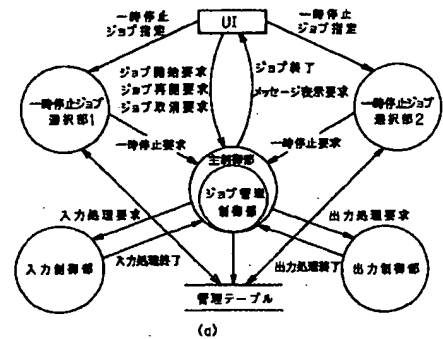 一時停止
ジョブ指定
UI
一時停止
ジョブ指定
ジョブ開始要求
ジョブ再開要求
ジョブ取消要求
ジョブ終了
メッセージ表示要求
一時停止ジョブ
選択部1
一時停止ジョブ
選択部2
一時停止要求
一時停止要求
主制御部
ジョブ管理
制御部
入力処理要求
出力処理要求
入力制御部
入力処理終了
出力処理終了
出力制御部
管理テーブル
(a)